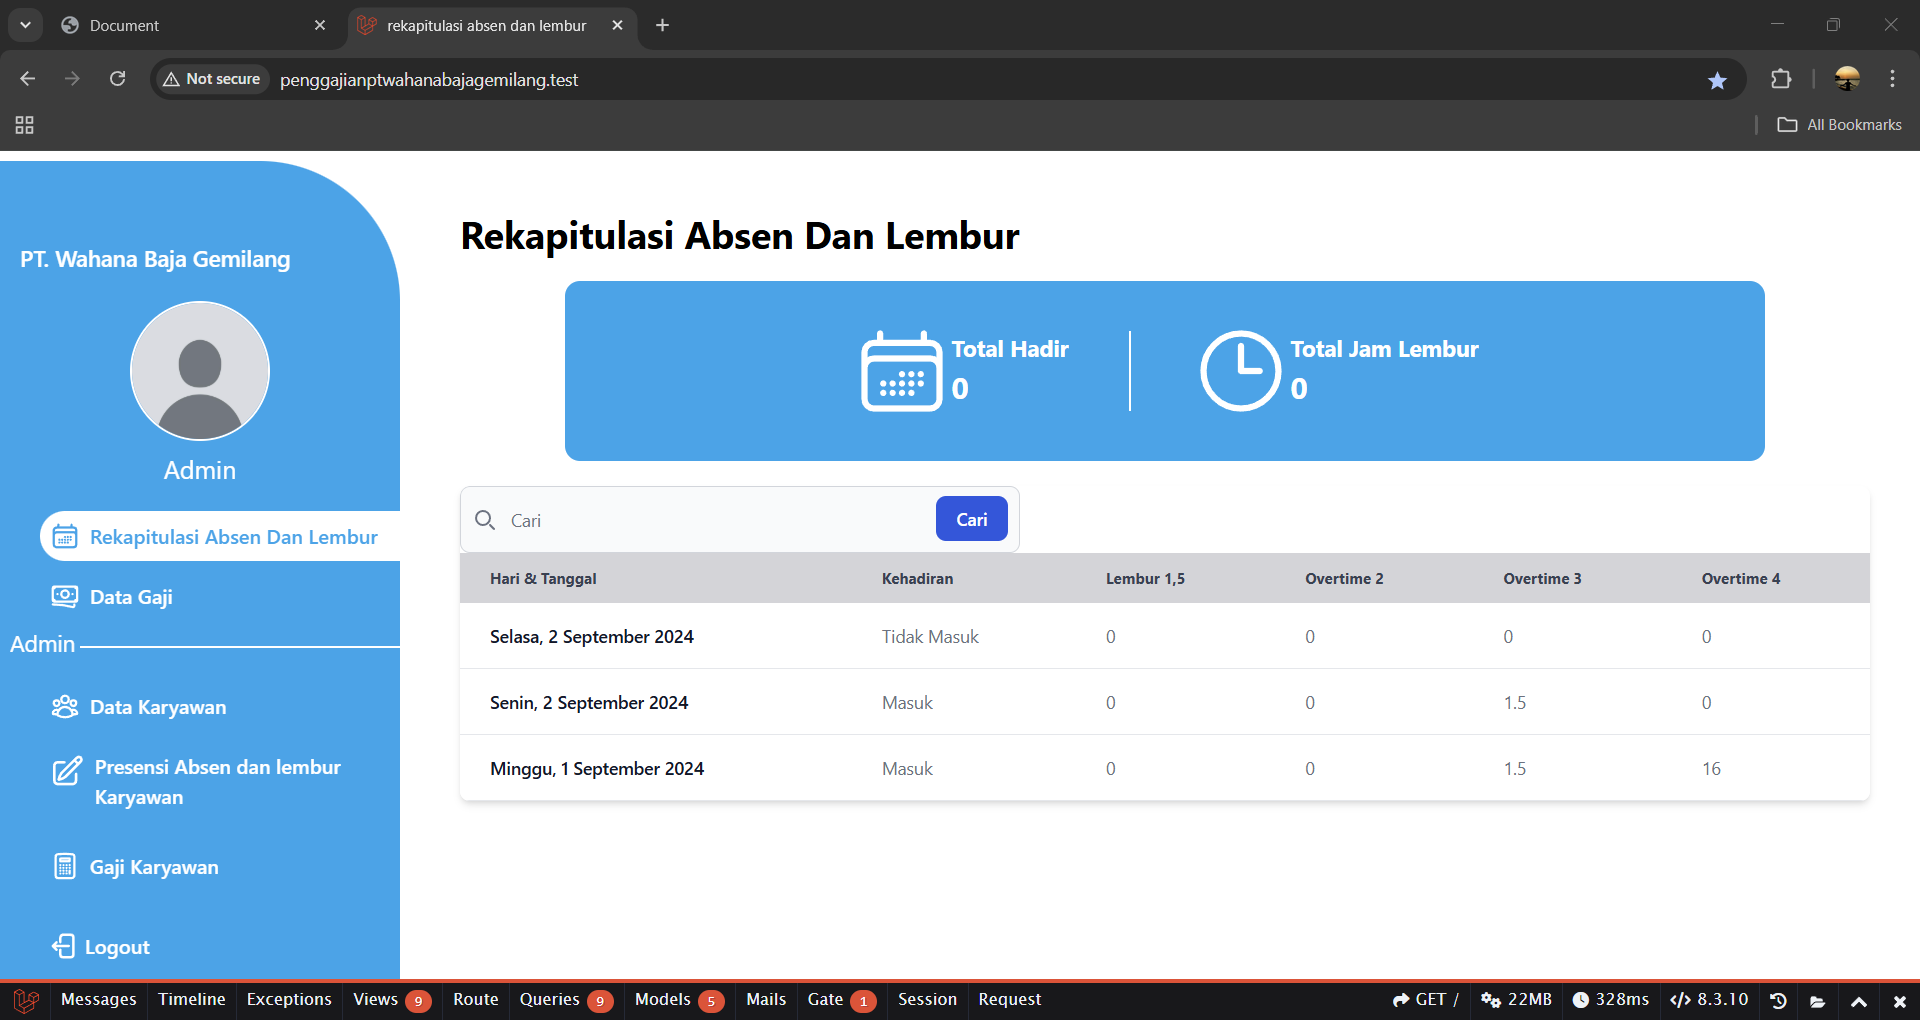 Document
rekapitulasi absen dan lembur
Not secure
penggajianptwahanabajagemilang.test
All Bookmarks
PT. Wahana Baja Gemilang
Admin
Rekapitulasi Absen Dan Lembur
Data Gaji
Admin
Data Karyawan
Presensi Absen dan lembur
Karyawan
Gaji Karyawan
Logout
Rekapitulasi Absen Dan Lembur
Total Hadir
0
Total Jam Lembur
0
Cari
Cari
Hari & Tanggal Kehadiran Lembur 1,5 Overtime 2 Overtime 3 Overtime 4
Selasa, 2 September 2024 Tidak Masuk 0 0 0 0
Senin, 2 September 2024 Masuk 0 0 1.5 0
Minggu, 1 September 2024 Masuk 0 0 1.5 16
Messages Timeline Exceptions Views 9 Route Queries 9 Models 5 Mails Gate 1 Session Request GET / 22MB 328ms 8.3.10